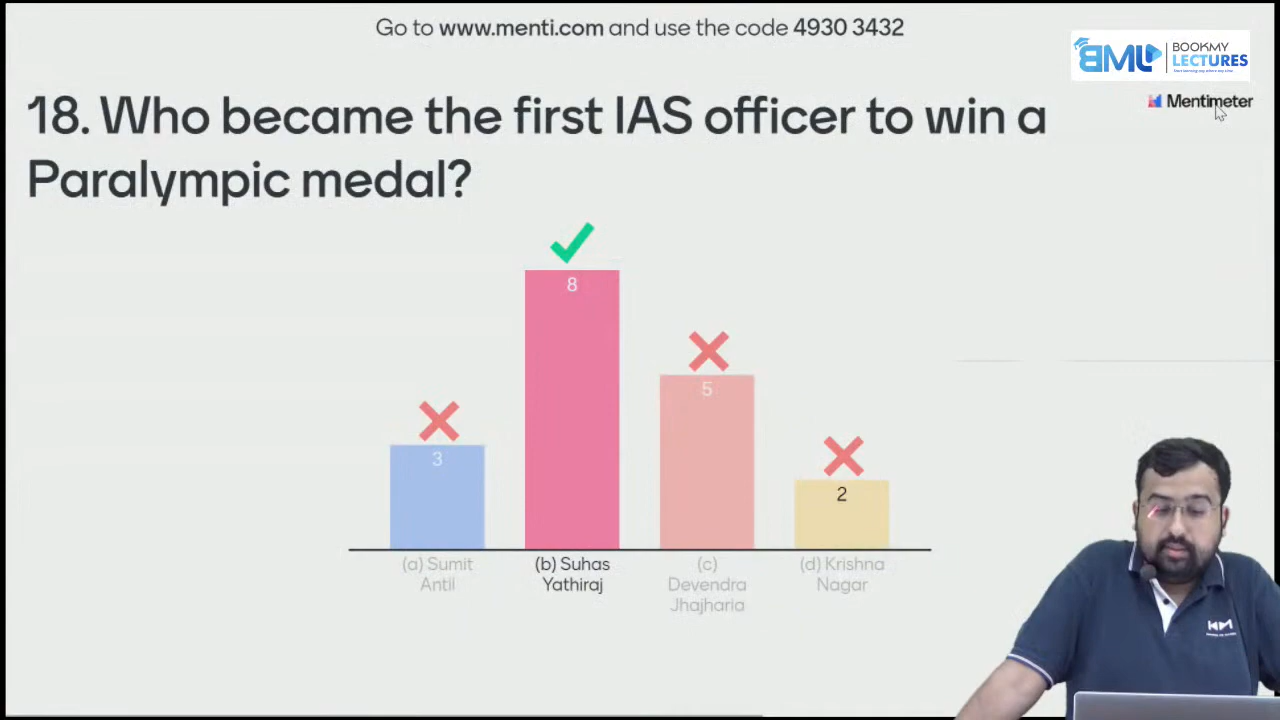 Go to www.menti.com and use the code 4930 3432
BML BOOKMY
LECTURES
Mentimeter
18. Who became the first IAS officer to win a
Paralympic medal?
8
5
3
2
(a) Sumit
Antil
(b) Suhas
Yathiraj
(c)
Devendra
Jhajharia
(d) Krishna
Nagar